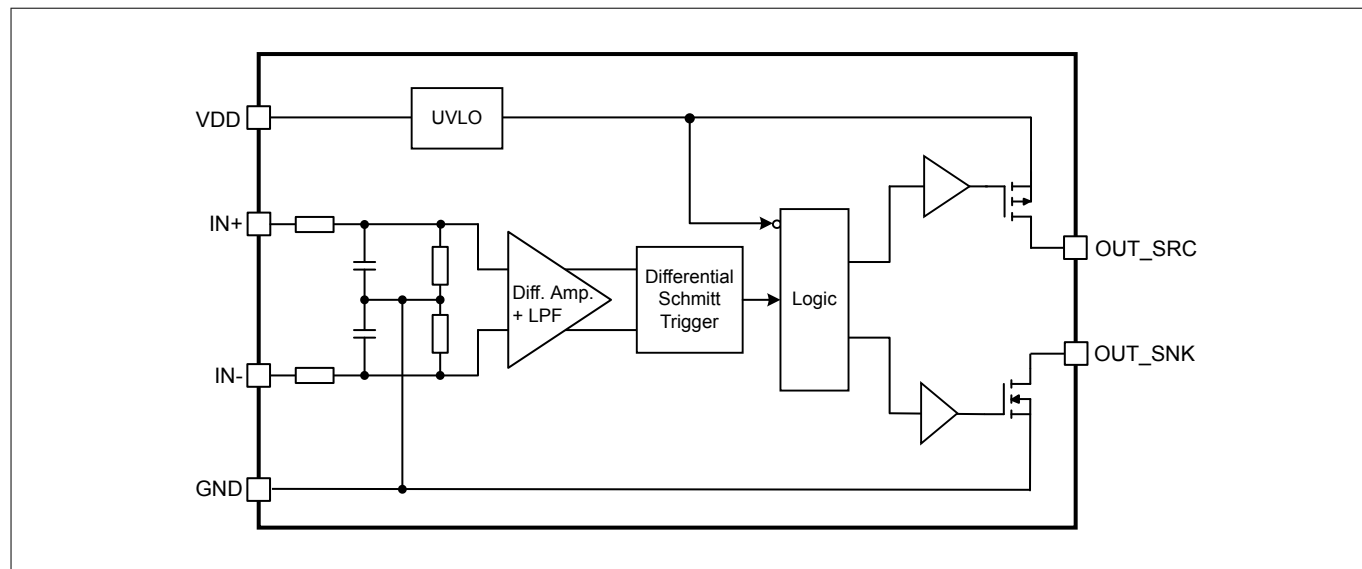 VDD
UVLO
IN+
OUT_SRC
Diff. Amp.
+ LPF
Differential
Schmitt
Trigger
Logic
OUT_SNK
IN-
GND